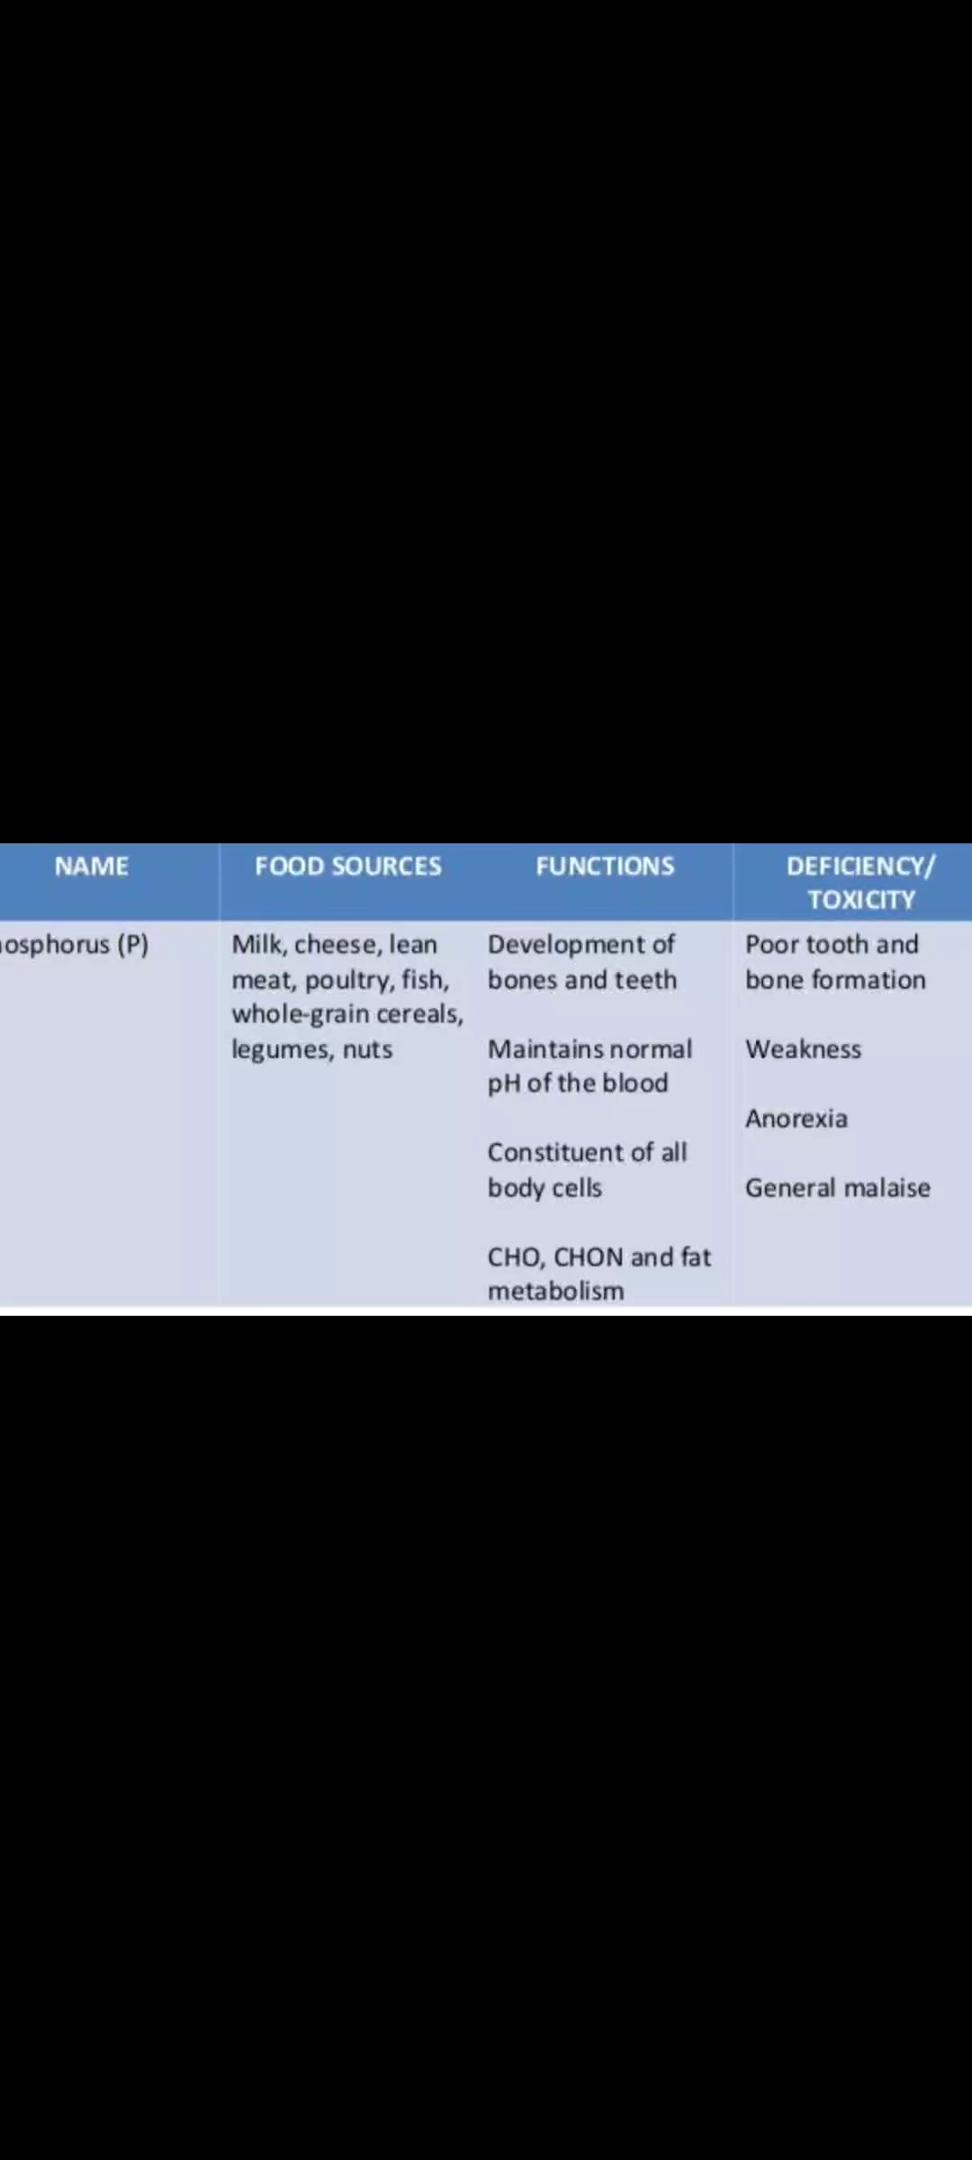 NAME
FOOD SOURCES
FUNCTIONS
DEFICIENCY/
TOXICITY
osphorus (P)
Milk, cheese, lean
meat, poultry, fish,
whole-grain cereals,
legumes, nuts
Development of
bones and teeth
Maintains normal
pH of the blood
Constituent of all
body cells
CHO, CHON and fat
metabolism
Poor tooth and
bone formation
Weakness
Anorexia
General malaise